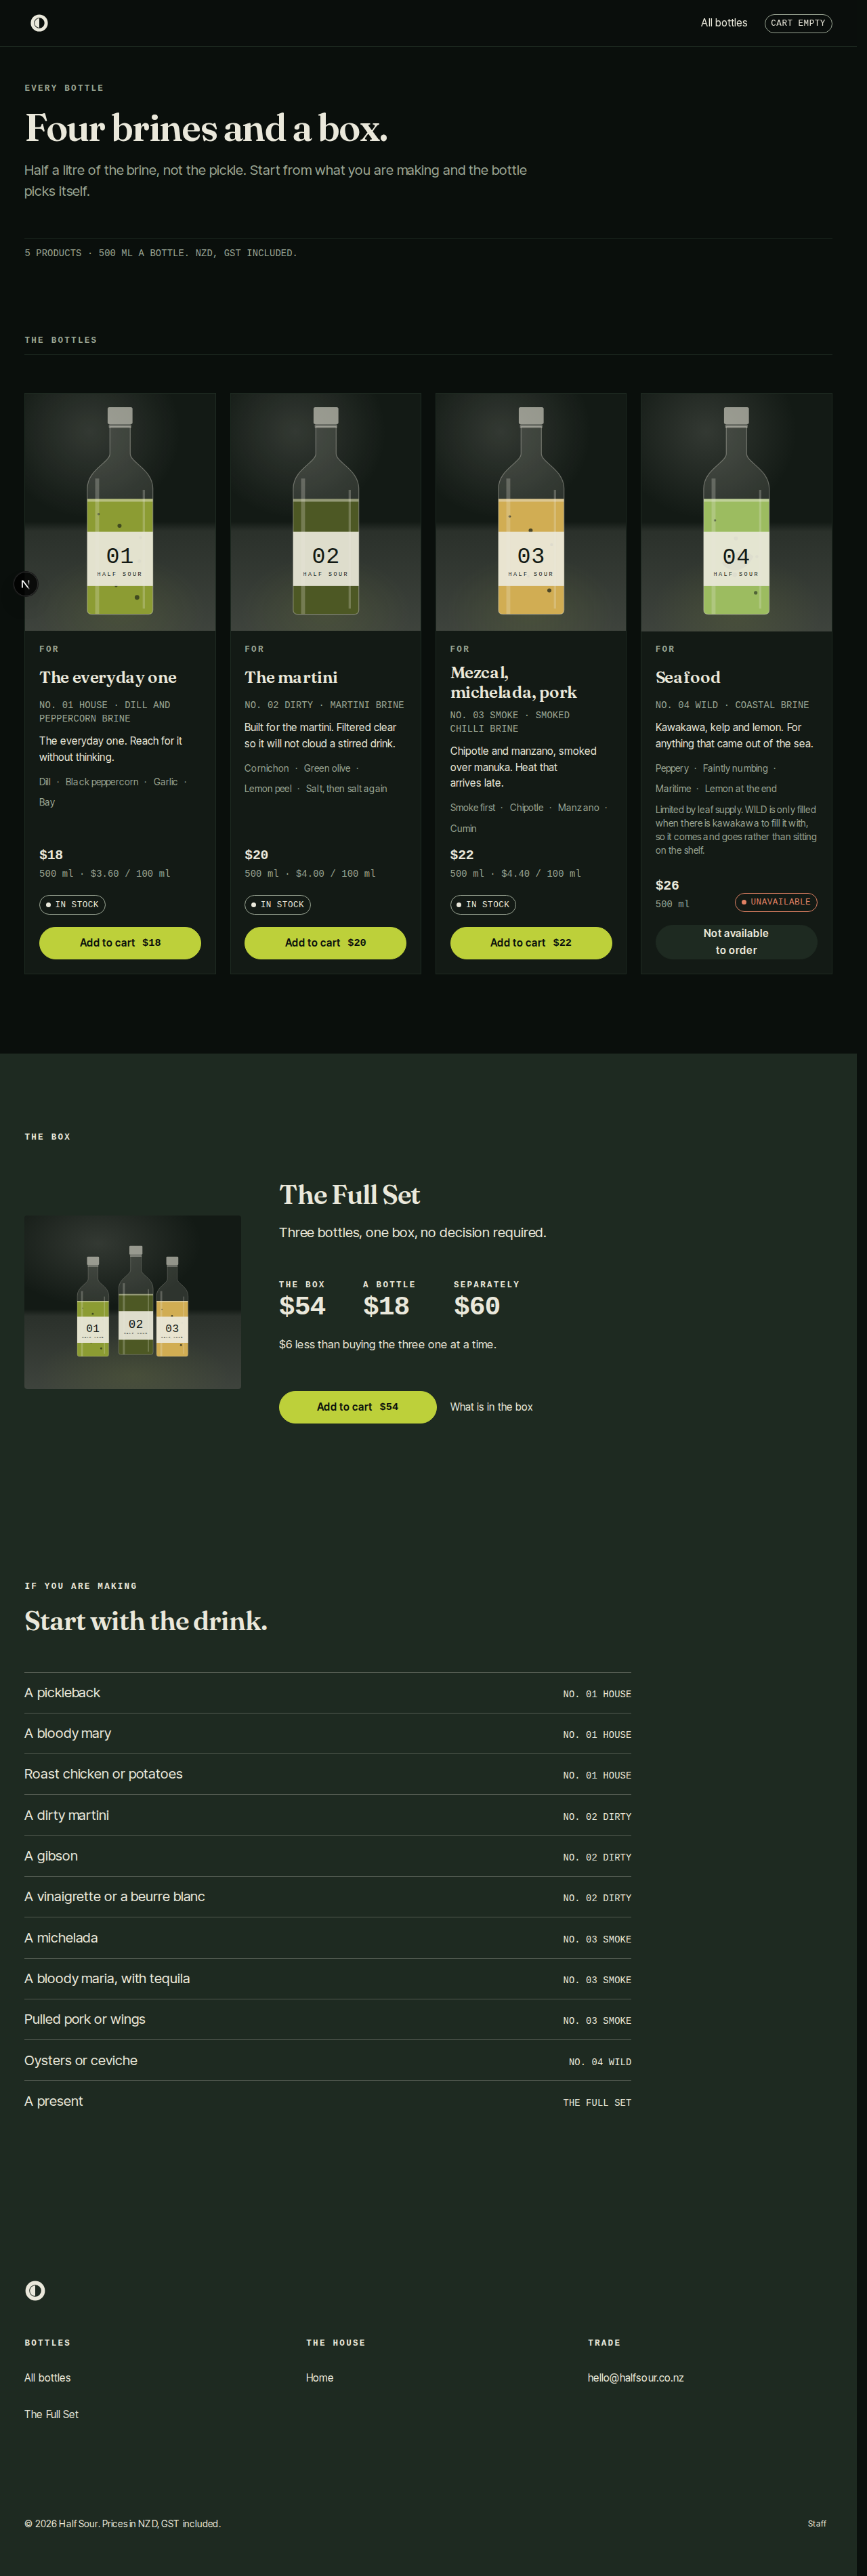 All bottles
CART EMPTY
EVERY BOTTLE
Four brines and a box.
Half a litre of the brine, not the pickle. Start from what you are making and the bottle
picks itself.
5 PRODUCTS · 500 ML A BOTTLE. NZD, GST INCLUDED.
THE BOTTLES
01
HALF SOUR
FOR
The everyday one
NO. 01 HOUSE · DILL AND
PEPPERCORN BRINE
The everyday one. Reach for it
without thinking.
Dill · Black peppercorn · Garlic ·
Bay
$18
500 ml · $3.60 / 100 ml
IN STOCK
Add to cart $18
02
HALF SOUR
FOR
The martini
NO. 02 DIRTY · MARTINI BRINE
Built for the martini. Filtered clear
so it will not cloud a stirred drink.
Cornichon · Green olive ·
Lemon peel · Salt, then salt again
$20
500 ml · $4.00 / 100 ml
IN STOCK
Add to cart $20
03
HALF SOUR
FOR
Mezcal,
michelada, pork
NO. 03 SMOKE · SMOKED
CHILLI BRINE
Chipotle and manzano, smoked
over manuka. Heat that
arrives late.
Smoke first · Chipotle · Manzano ·
Cumin
$22
500 ml · $4.40 / 100 ml
IN STOCK
Add to cart $22
04
HALF SOUR
FOR
Seafood
NO. 04 WILD · COASTAL BRINE
Kawakawa, kelp and lemon. For
anything that came out of the sea.
Peppery · Faintly numbing ·
Maritime · Lemon at the end
Limited by leaf supply. WILD is only filled
when there is kawakawa to fill it with,
so it comes and goes rather than sitting
on the shelf.
$26
500 ml
UNAVAILABLE
Not available
to order
N
THE BOX
01
02
03
The Full Set
Three bottles, one box, no decision required.
THE BOX
$54
A BOTTLE
$18
SEPARATELY
$60
$6 less than buying the three one at a time.
Add to cart $54
What is in the box
IF YOU ARE MAKING
Start with the drink.
A pickleback NO. 01 HOUSE
A bloody mary NO. 01 HOUSE
Roast chicken or potatoes NO. 01 HOUSE
A dirty martini NO. 02 DIRTY
A gibson NO. 02 DIRTY
A vinaigrette or a beurre blanc NO. 02 DIRTY
A michelada NO. 03 SMOKE
A bloody maria, with tequila NO. 03 SMOKE
Pulled pork or wings NO. 03 SMOKE
Oysters or ceviche NO. 04 WILD
A present THE FULL SET
BOTTLES
All bottles
The Full Set
THE HOUSE
Home
TRADE
hello@halfsour.co.nz
© 2026 Half Sour. Prices in NZD, GST included.
Staff